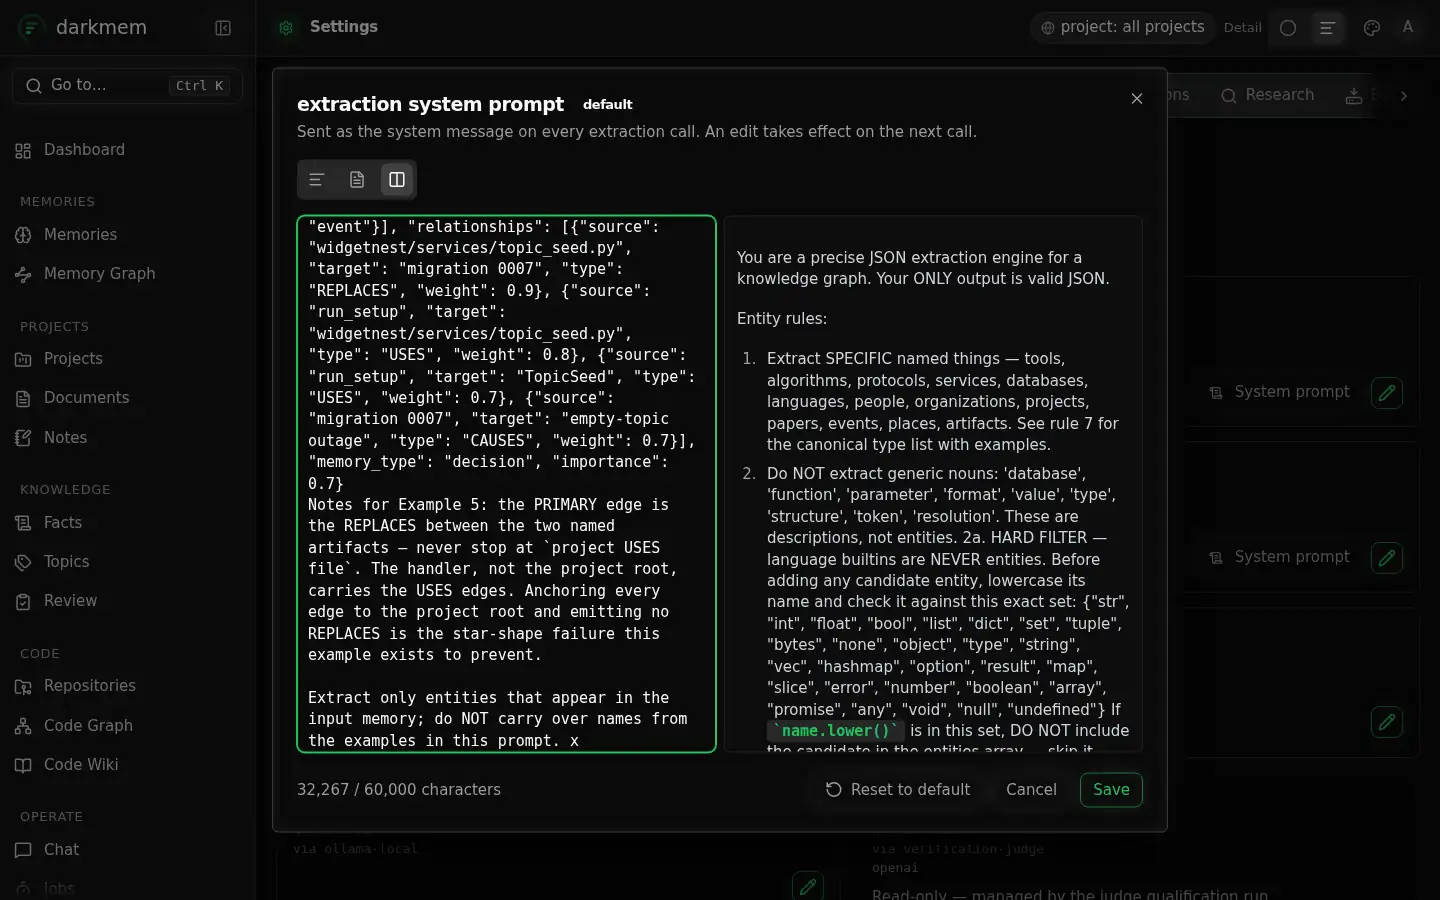 darkmem
Settings
project: all projects
Detail
A
Go to...
Ctrl K
ons
Research
Dashboard
MEMORIES
Memories
Memory Graph
PROJECTS
Projects
Documents
Notes
KNOWLEDGE
Facts
Topics
Review
CODE
Repositories
Code Graph
Code Wiki
OPERATE
Chat
Jobs
extraction system prompt default
Sent as the system message on every extraction call. An edit takes effect on the next call.
"event"}], "relationships": [{"source":
"widgetnest/services/topic_seed.py",
"target": "migration 0007", "type":
"REPLACES", "weight": 0.9}, {"source":
"run_setup", "target":
"widgetnest/services/topic_seed.py",
"type": "USES", "weight": 0.8}, {"source":
"run_setup", "target": "TopicSeed", "type":
"USES", "weight": 0.7}, {"source":
"migration 0007", "target": "empty-topic
outage", "type": "CAUSES", "weight": 0.7}],
"memory_type": "decision", "importance":
0.7}
Notes for Example 5: the PRIMARY edge is
the REPLACES between the two named
artifacts — never stop at `project USES
file`. The handler, not the project root,
carries the USES edges. Anchoring every
edge to the project root and emitting no
REPLACES is the star-shape failure this
example exists to prevent.
Extract only entities that appear in the
input memory; do NOT carry over names from
the examples in this prompt. x
You are a precise JSON extraction engine for a
knowledge graph. Your ONLY output is valid JSON.
Entity rules:
1. Extract SPECIFIC named things — tools,
algorithms, protocols, services, databases,
languages, people, organizations, projects,
papers, events, places, artifacts. See rule 7 for
the canonical type list with examples.
2. Do NOT extract generic nouns: 'database',
'function', 'parameter', 'format', 'value', 'type',
'structure', 'token', 'resolution'. These are
descriptions, not entities. 2a. HARD FILTER —
language builtins are NEVER entities. Before
adding any candidate entity, lowercase its
name and check it against this exact set: {"str",
"int", "float", "bool", "list", "dict", "set", "tuple",
"bytes", "none", "object", "type", "string",
"vec", "hashmap", "option", "result", "map",
"slice", "error", "number", "boolean", "array",
"promise", "any", "void", "null", "undefined"} If
`name.lower()` is in this set, DO NOT include
the candidate in the entities array — skip it
32,267 / 60,000 characters
Reset to default
Cancel
Save
System prompt
System prompt
via ollama-local
via verification-judge
openai
Read-only — managed by the judge qualification run